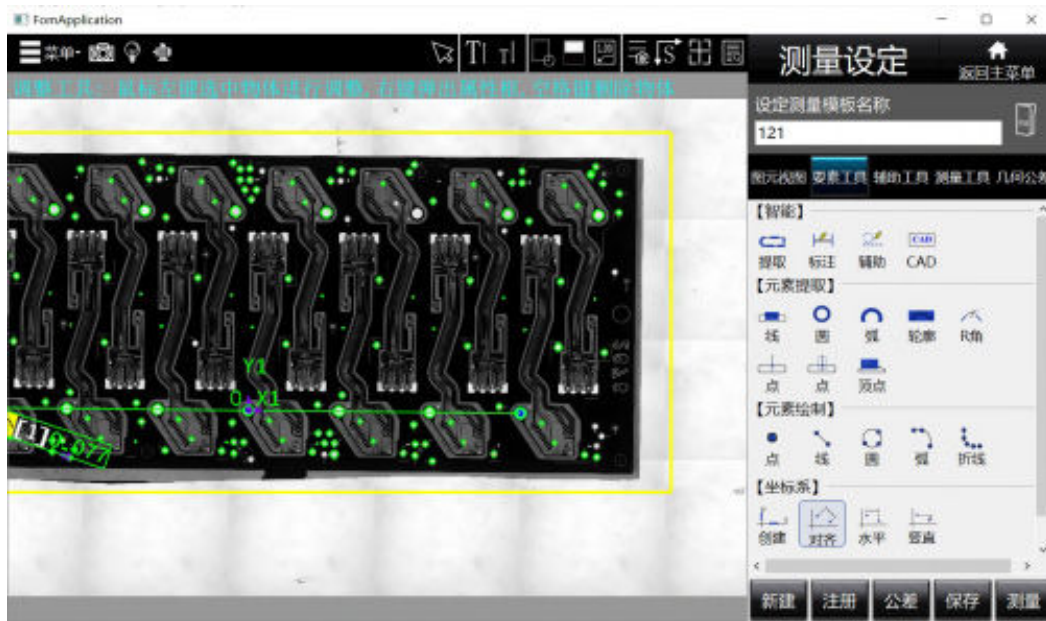 FomApplication
菜单-
测量设定
返回主菜单
调整工具: 鼠标左键选中物体进行调整, 右键弹出属性框, 空格键删除物体
设定测量模板名称
121
图元视图 要素工具 辅助工具 测量工具 几何公差
【智能】
CAD
提取 标注 辅助 CAD
【元素提取】
线 圆 弧 轮廓 R角
点 点 顶点
【元素绘制】
点 线 圆 弧 折线
【坐标系】
创建 对齐 水平 竖直
新建 注册 公差 保存 测量
Y1
O X1
[1]0.077